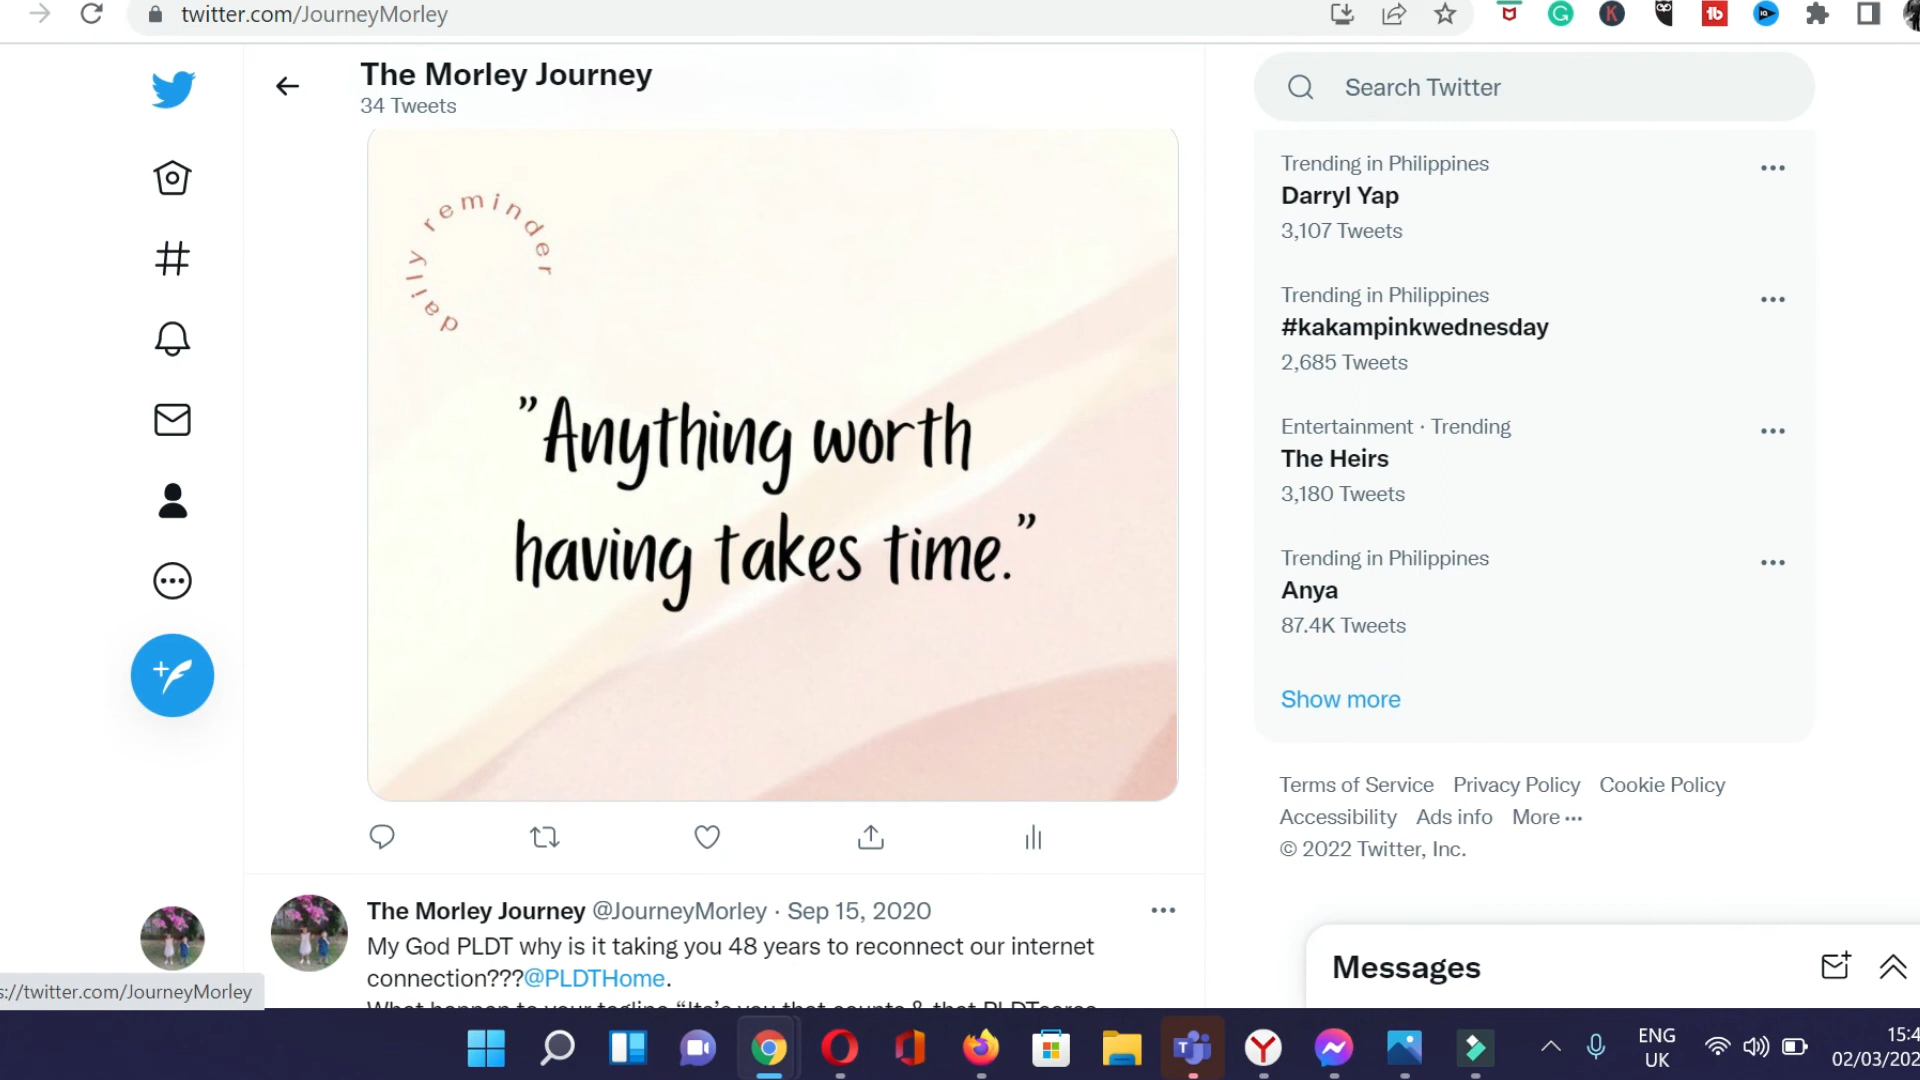 twitter.com/JourneyMorley
The Morley Journey
34 Tweets
daily reminder
"Anything worth
having takes time."
The Morley Journey @JourneyMorley · Sep 15, 2020
My God PLDT why is it taking you 48 years to reconnect our internet
connection???@PLDTHome.
Search Twitter
Trending in Philippines
Darryl Yap
3,107 Tweets
Trending in Philippines
#kakampinkwednesday
2,685 Tweets
Entertainment · Trending
The Heirs
3,180 Tweets
Trending in Philippines
Anya
87.4K Tweets
Show more
Terms of Service Privacy Policy Cookie Policy
Accessibility Ads info More ···
© 2022 Twitter, Inc.
Messages
s://twitter.com/JourneyMorley
ENG
UK
15:4
02/03/202